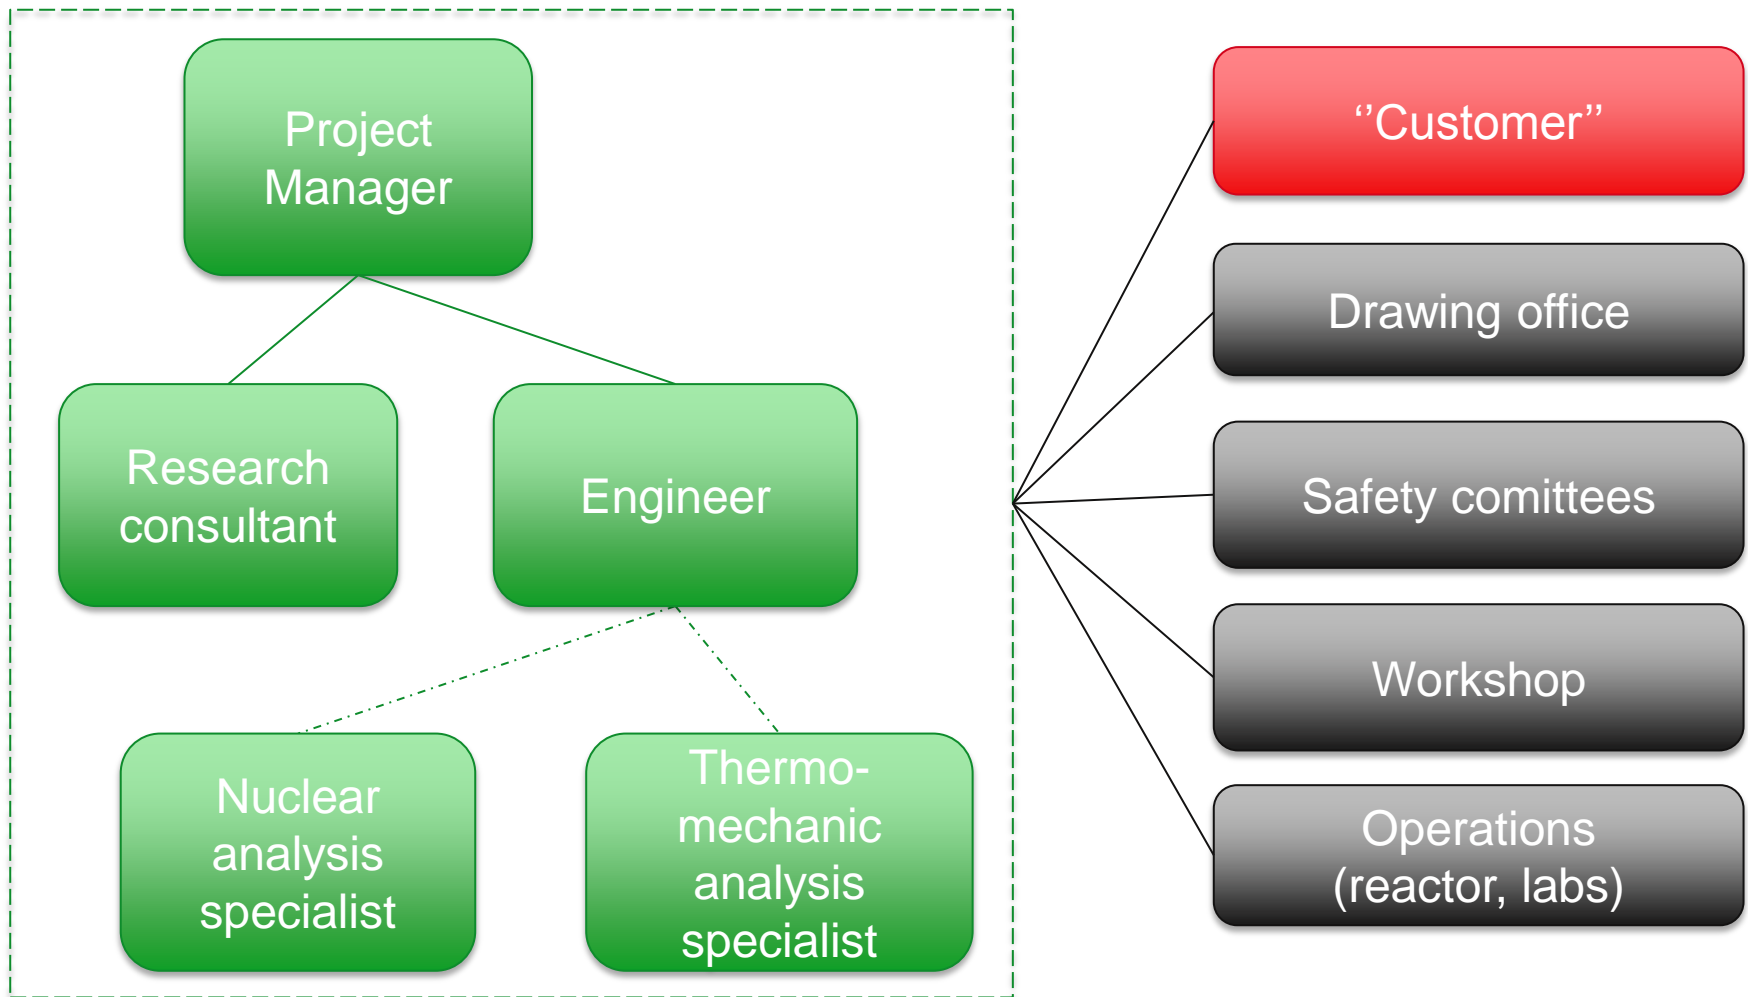 Project
Manager
Research
consultant
Engineer
Nuclear
analysis
specialist
Thermo-
mechanic
analysis
specialist
‘’Customer’’
Drawing office
Safety comittees
Workshop
Operations
(reactor, labs)